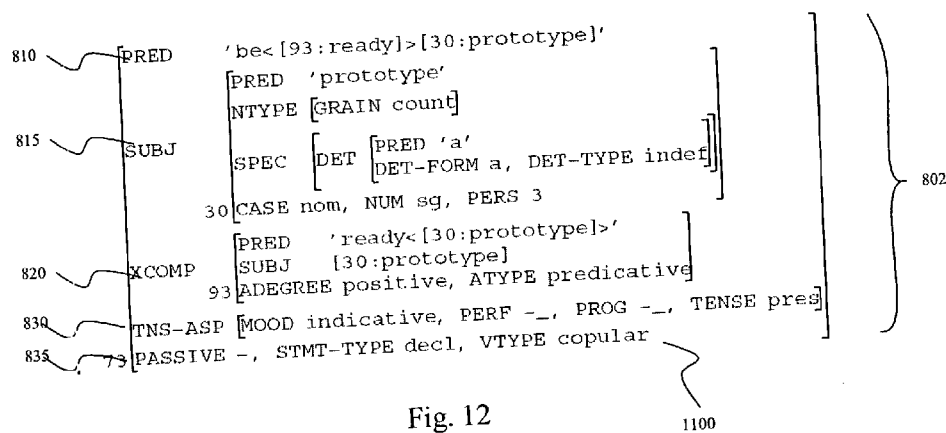 810 PRED 'be<[93:ready]>[30:prototype]'
PRED 'prototype'
NTYPE [GRAIN count]
815 SUBJ SPEC [DET [PRED 'a'
DET-FORM a, DET-TYPE indef]]
802
30 CASE nom, NUM sg, PERS 3
PRED 'ready<[30:prototype]>'
820 XCOMP SUBJ [30:prototype]
93 ADEGREE positive, ATYPE predicative
830 TNS-ASP [MOOD indicative, PERF -_, PROG -_, TENSE pres]
835 73 PASSIVE -, STMT-TYPE decl, VTYPE copular
Fig. 12 1100